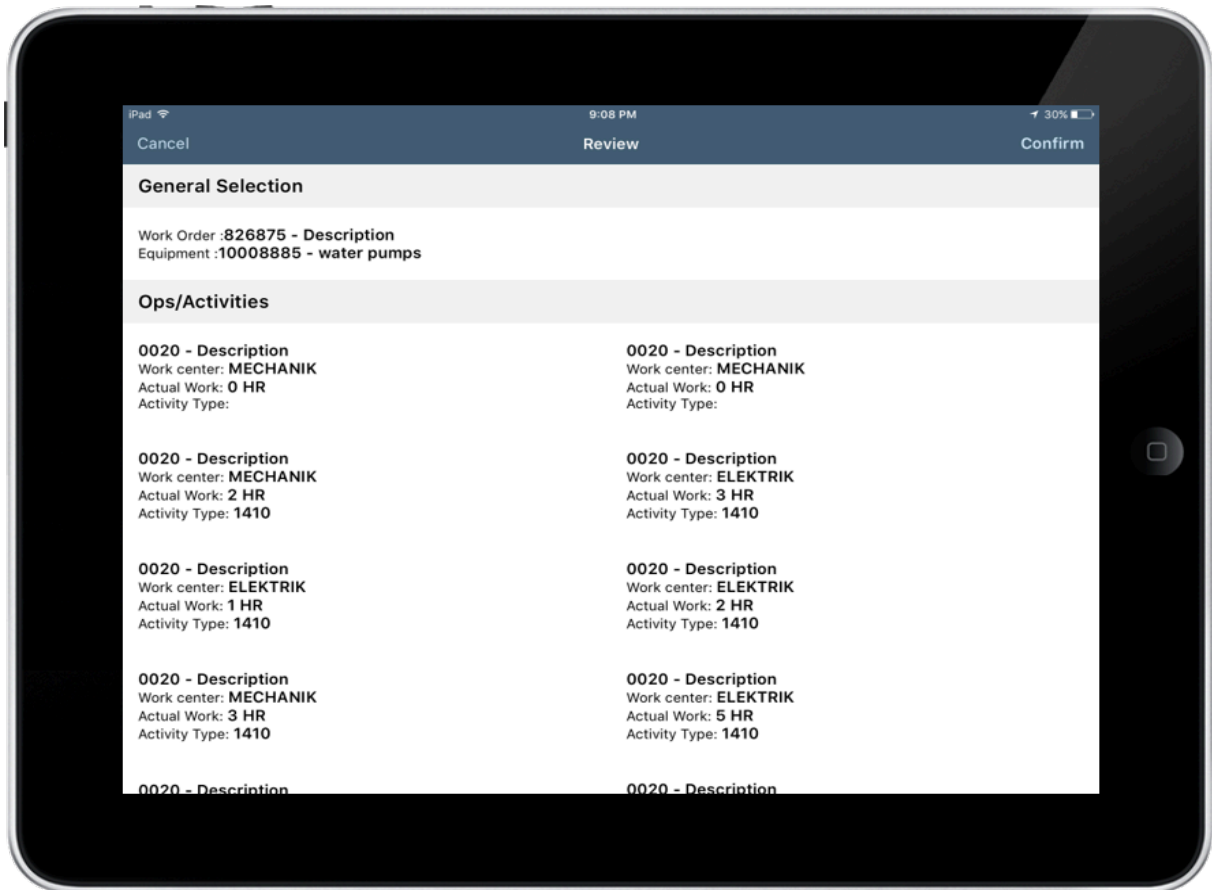 iPad 9:08 PM 30%
Cancel Review Confirm
General Selection
Work Order :826875 - Description
Equipment :10008885 - water pumps
Ops/Activities
0020 - Description
Work center: MECHANIK
Actual Work: 0 HR
Activity Type:
0020 - Description
Work center: MECHANIK
Actual Work: 0 HR
Activity Type:
0020 - Description
Work center: MECHANIK
Actual Work: 2 HR
Activity Type: 1410
0020 - Description
Work center: ELEKTRIK
Actual Work: 3 HR
Activity Type: 1410
0020 - Description
Work center: ELEKTRIK
Actual Work: 1 HR
Activity Type: 1410
0020 - Description
Work center: ELEKTRIK
Actual Work: 2 HR
Activity Type: 1410
0020 - Description
Work center: MECHANIK
Actual Work: 3 HR
Activity Type: 1410
0020 - Description
Work center: ELEKTRIK
Actual Work: 5 HR
Activity Type: 1410
0020 - Description
0020 - Description